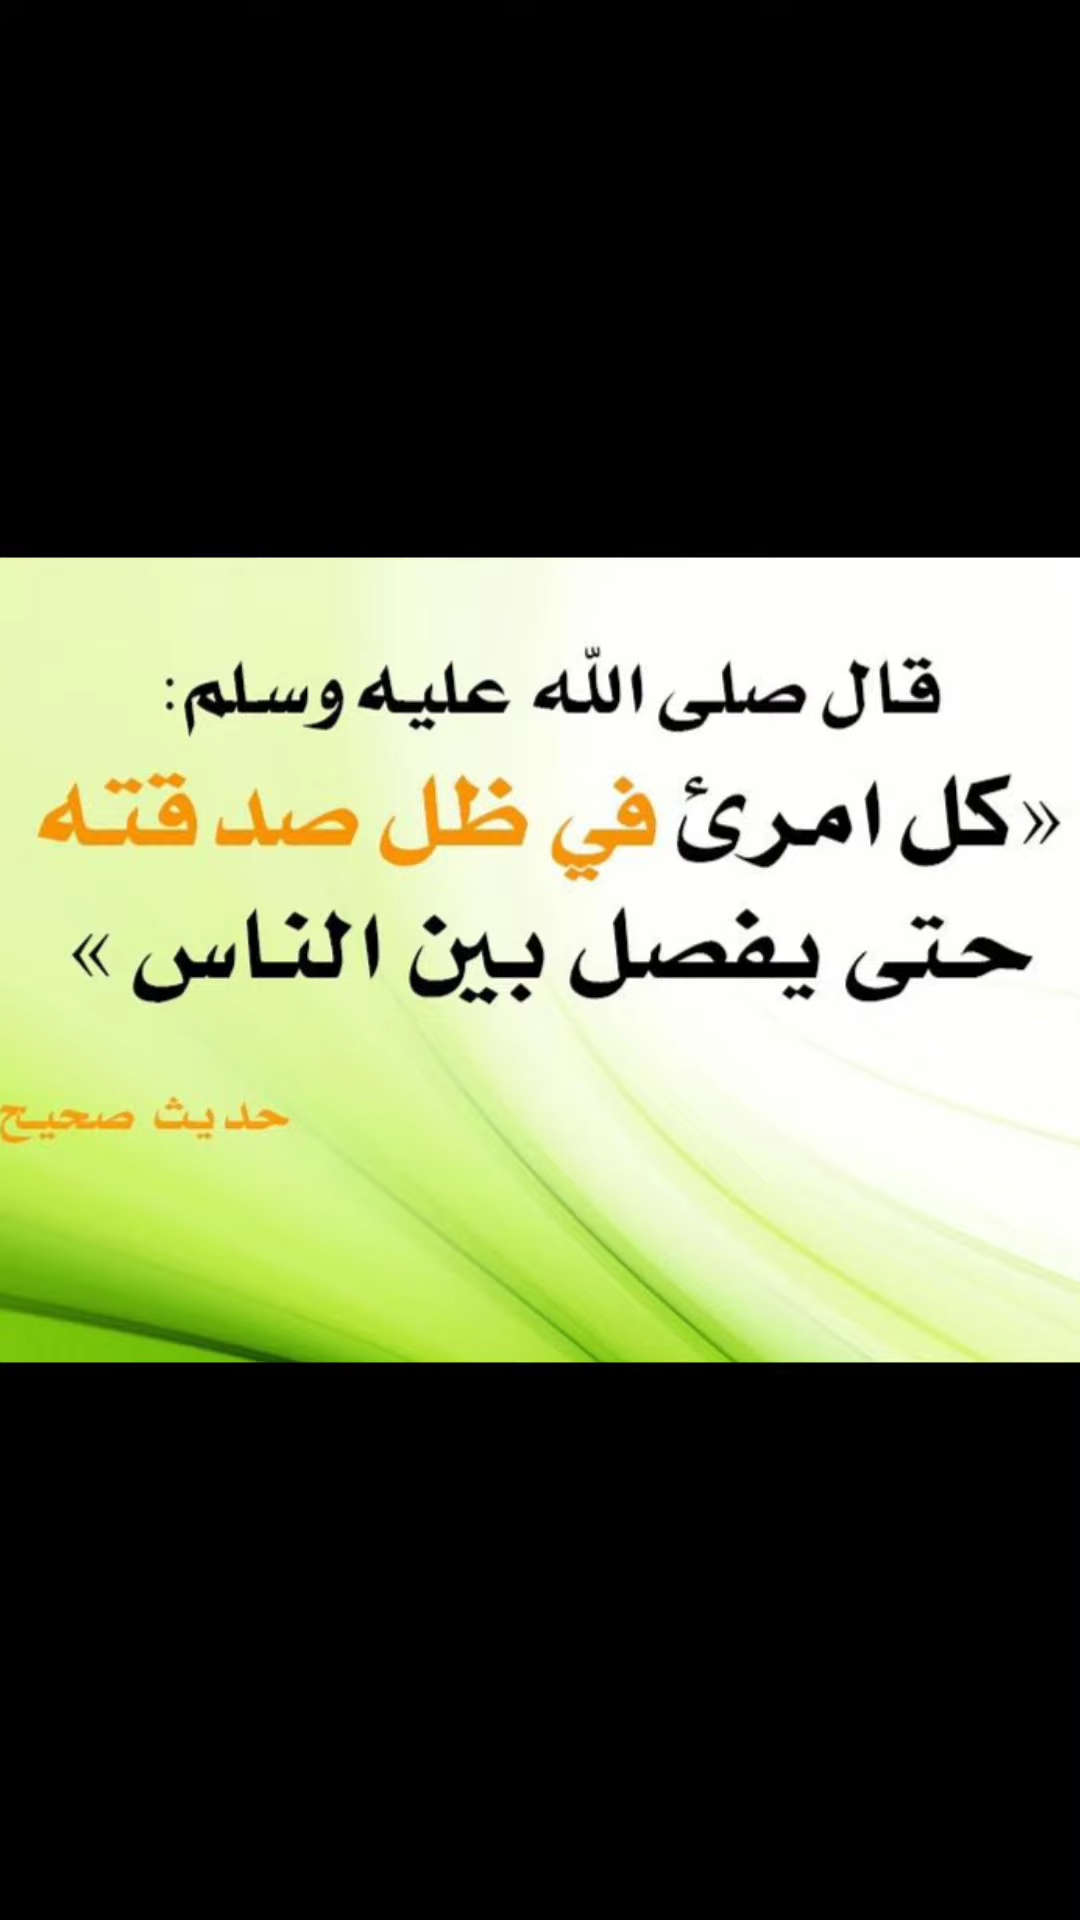 قال صلى الله عليه وسلم:
«كل امرئ في ظل صدقته
حتى يفصل بين الناس »
حديث صحيح